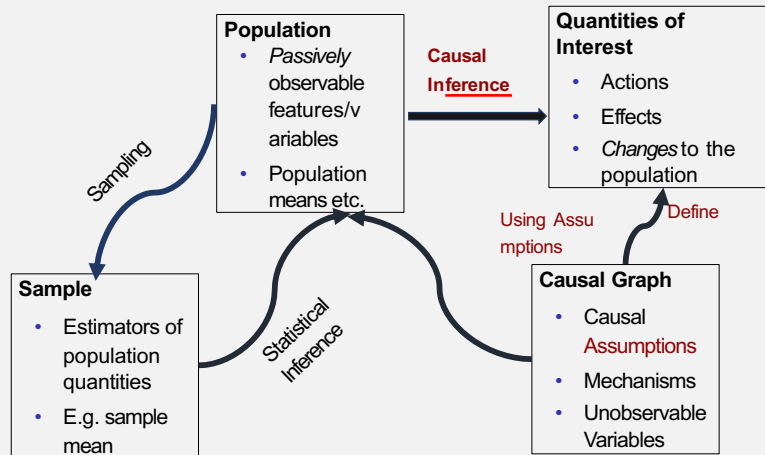 Population
• Passively
observable
features/v
ariables
• Population
means etc.
Causal
Inference
Quantities of
Interest
• Actions
• Effects
• Changes to the
population
Sampling
Using Assu
mptions
Define
Sample
• Estimators of
population
quantities
• E.g. sample
mean
Statistical
Inference
Causal Graph
• Causal
Assumptions
• Mechanisms
• Unobservable
Variables